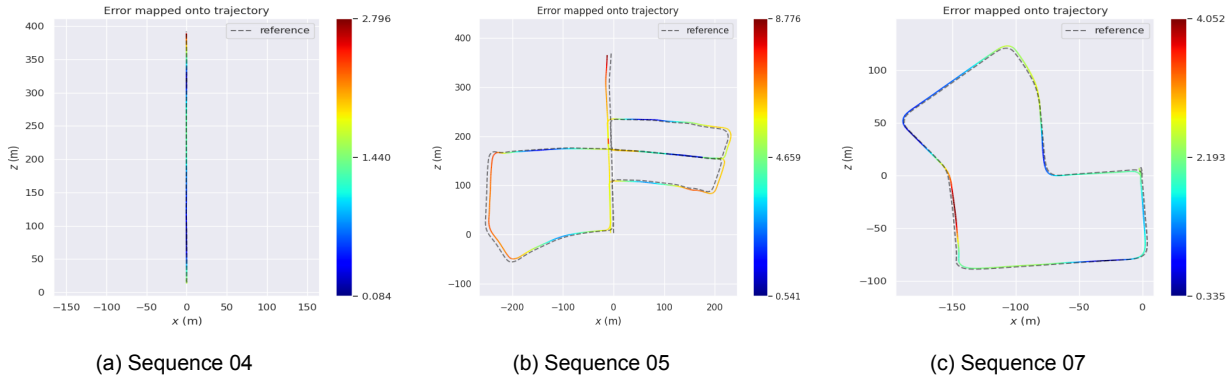 Error mapped onto trajectory
reference
z (m)
400
350
300
250
200
150
100
50
0
−150 −100 −50 0 50 100 150
x (m)
2.796
1.440
0.084
(a) Sequence 04
Error mapped onto trajectory
reference
z (m)
400
300
200
100
0
−100
−200 −100 0 100 200
x (m)
8.776
4.659
0.541
(b) Sequence 05
Error mapped onto trajectory
reference
z (m)
100
50
0
−50
−100
−150 −100 −50 0
x (m)
4.052
2.193
0.335
(c) Sequence 07